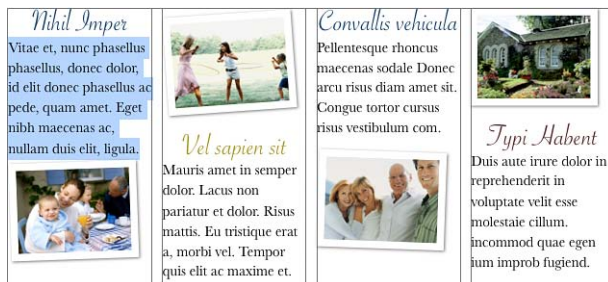 Nihil Imper
Vitae et, nunc phasellus
phasellus, donec dolor,
id elit donec phasellus ac
pede, quam amet. Eget
nibh maecenas ac,
nullam duis elit, ligula.
Vel sapien sit
Mauris amet in semper
dolor. Lacus non
pariatur et dolor. Risus
mattis. Eu tristique erat
a, morbi vel. Tempor
quis elit ac maxime et.
Convallis vehicula
Pellentesque rhoncus
maecenas sodale Donec
arcu risus diam amet sit.
Congue tortor cursus
risus vestibulum com.
Typi Habent
Duis aute irure dolor in
reprehenderit in
voluptate velit esse
molestaie cillum.
incommod quae egen
ium improb fugiend.